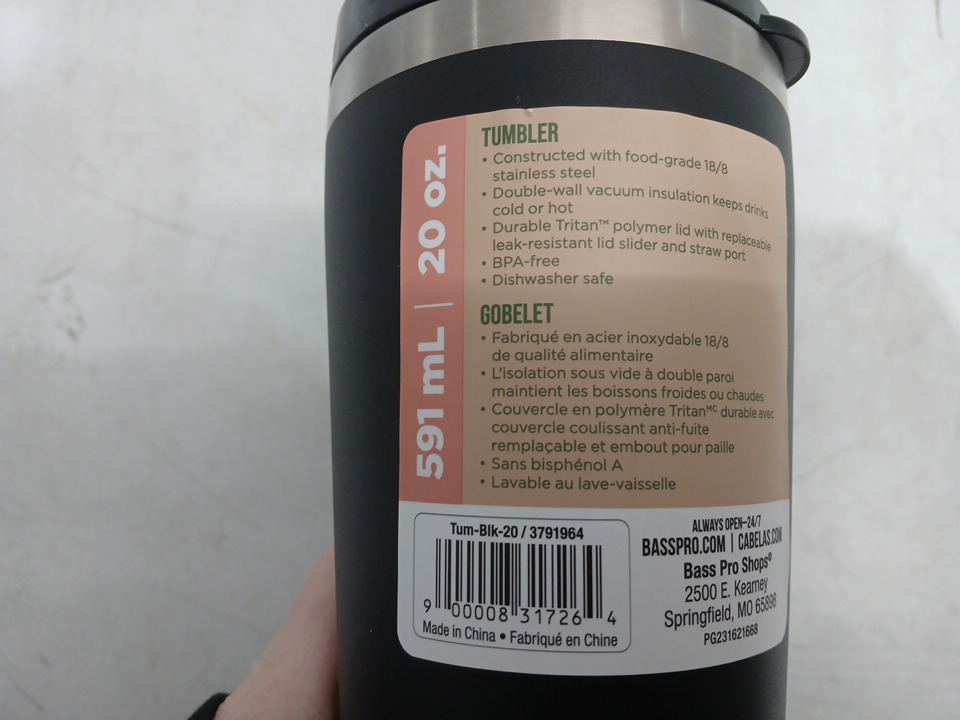 591 mL | 20 oz.
TUMBLER
• Constructed with food-grade 18/8
stainless steel
• Double-wall vacuum insulation keeps drinks
cold or hot
• Durable Tritan™ polymer lid with replaceable
leak-resistant lid slider and straw port
• BPA-free
• Dishwasher safe
GOBELET
• Fabriqué en acier inoxydable 18/8
de qualité alimentaire
• L'isolation sous vide à double paroi
maintient les boissons froides ou chaudes
• Couvercle en polymère Tritanᴹᶜ durable avec
couvercle coulissant anti-fuite
remplaçable et embout pour paille
• Sans bisphénol A
• Lavable au lave-vaisselle
Tum-Blk-20 / 3791964
9 00008 31726 4
Made in China • Fabriqué en Chine
ALWAYS OPEN–24/7
BASSPRO.COM | CABELAS.COM
Bass Pro Shops®
2500 E. Kearney
Springfield, MO 65898
PG231621668